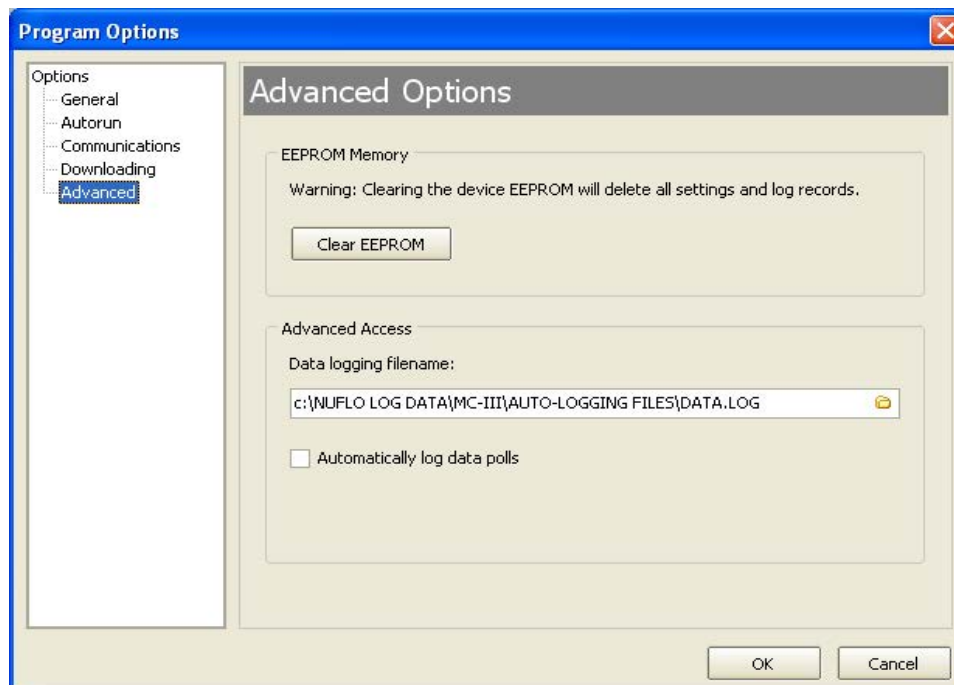 Program Options
Options
General
Autorun
Communications
Downloading
Advanced
Advanced Options
EEPROM Memory
Warning: Clearing the device EEPROM will delete all settings and log records.
Clear EEPROM
Advanced Access
Data logging filename:
c:\NUFLO LOG DATA\MC-III\AUTO-LOGGING FILES\DATA.LOG
Automatically log data polls
OK
Cancel